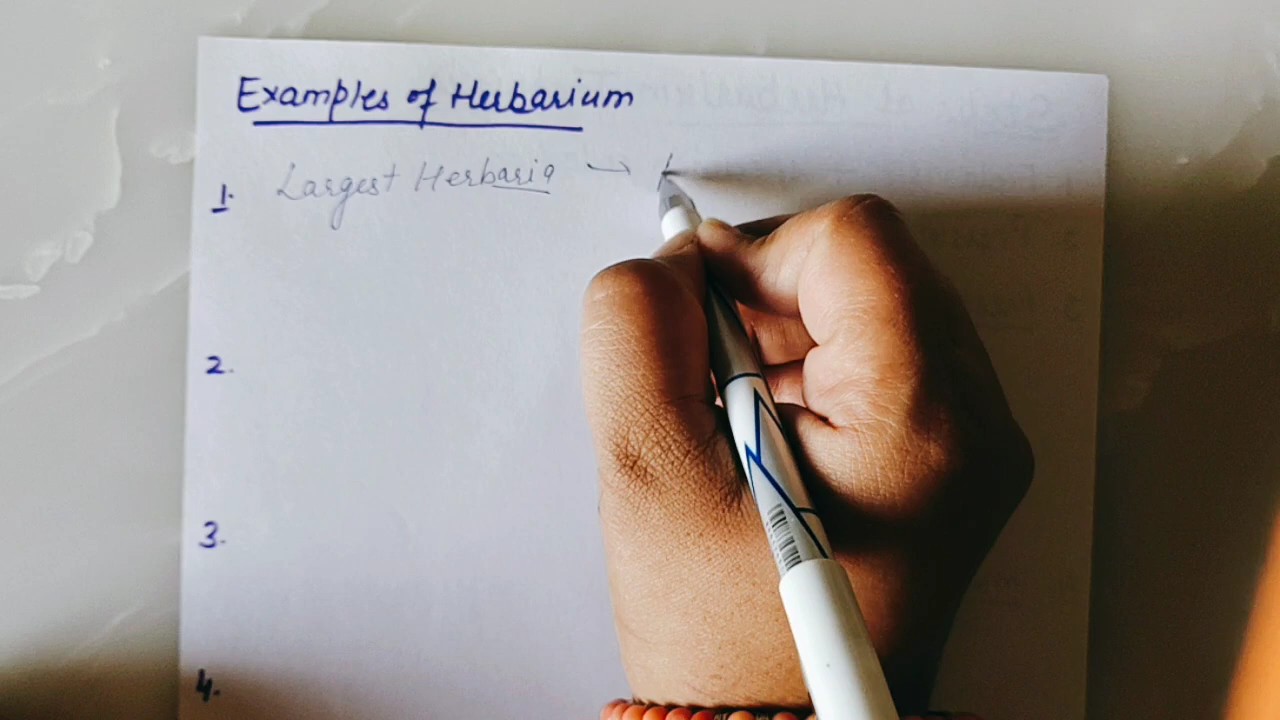 Examples of Herbarium
1. Largest Herbaria →
2.
3.
4.